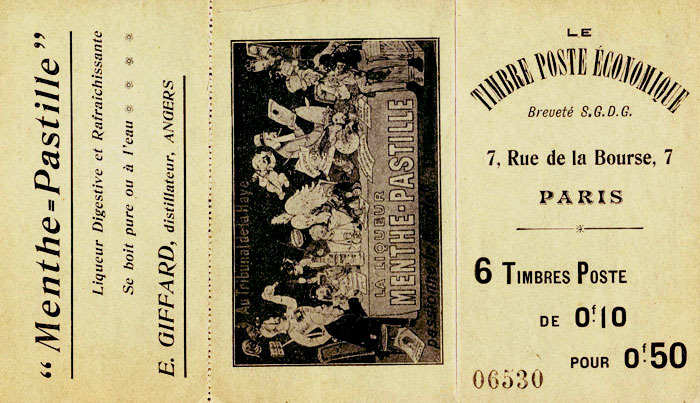 “Menthe=Pastille”
Liqueur Digestive et Rafraichissante
Se boit pure ou à l'eau
E. GIFFARD, distillateur, ANGERS
Au Tribunal de la Haye
LA LIQUEUR
MENTHE-PASTILLE
LE
TIMBRE POSTE ÉCONOMIQUE
Breveté S.G.D.G.
7, Rue de la Bourse, 7
PARIS
6 TIMBRES POSTE
DE 0f.10
POUR 0f.50
06530